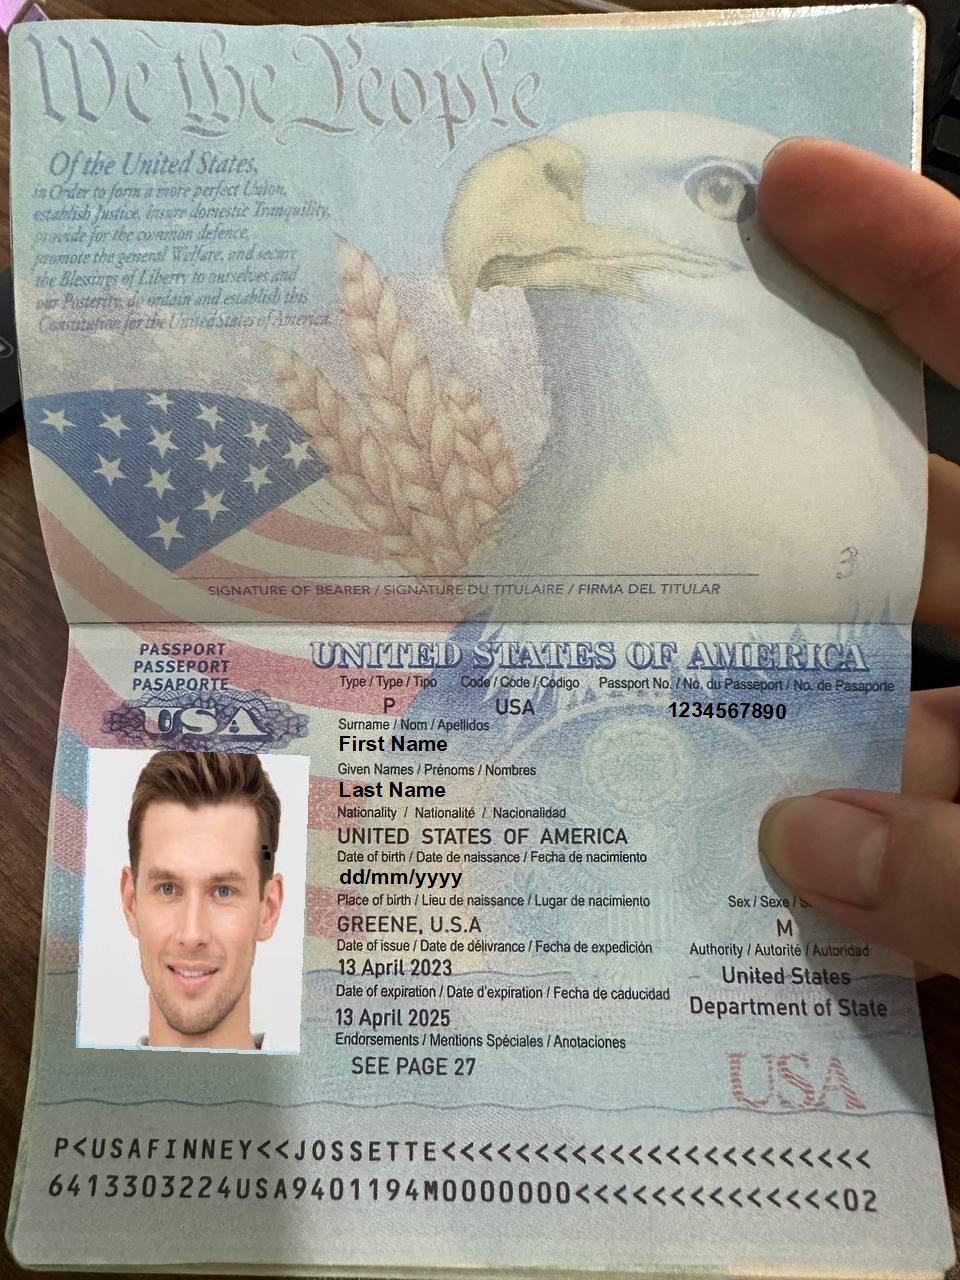 We the People
Of the United States,
in Order to form a more perfect Union,
establish Justice, insure domestic Tranquility,
provide for the common defence,
promote the general Welfare, and secure
the Blessings of Liberty to ourselves and
our Posterity, do ordain and establish this
Constitution for the United States of America.
3
SIGNATURE OF BEARER / SIGNATURE DU TITULAIRE / FIRMA DEL TITULAR
PASSPORT
PASSEPORT
PASAPORTE
USA
UNITED STATES OF AMERICA
Type / Type / Tipo Code / Code / Código Passport No. / No. du Passeport / No. de Pasaporte
P USA 1234567890
Surname / Nom / Apellidos
First Name
Given Names / Prénoms / Nombres
Last Name
Nationality / Nationalité / Nacionalidad
UNITED STATES OF AMERICA
Date of birth / Date de naissance / Fecha de nacimiento
dd/mm/yyyy
Place of birth / Lieu de naissance / Lugar de nacimiento Sex / Sexe /
GREENE, U.S.A M
Date of issue / Date de délivrance / Fecha de expedición Authority / Autorité / Autoridad
13 April 2023 United States
Date of expiration / Date d'expiration / Fecha de caducidad Department of State
13 April 2025
Endorsements / Mentions Spéciales / Anotaciones
SEE PAGE 27
USA
P<USAFINNEY<<JOSSETTE<<<<<<<<<<<<<<<<<<<<<<<
6413303224USA9401194M0000000<<<<<<<<<<<<<<02